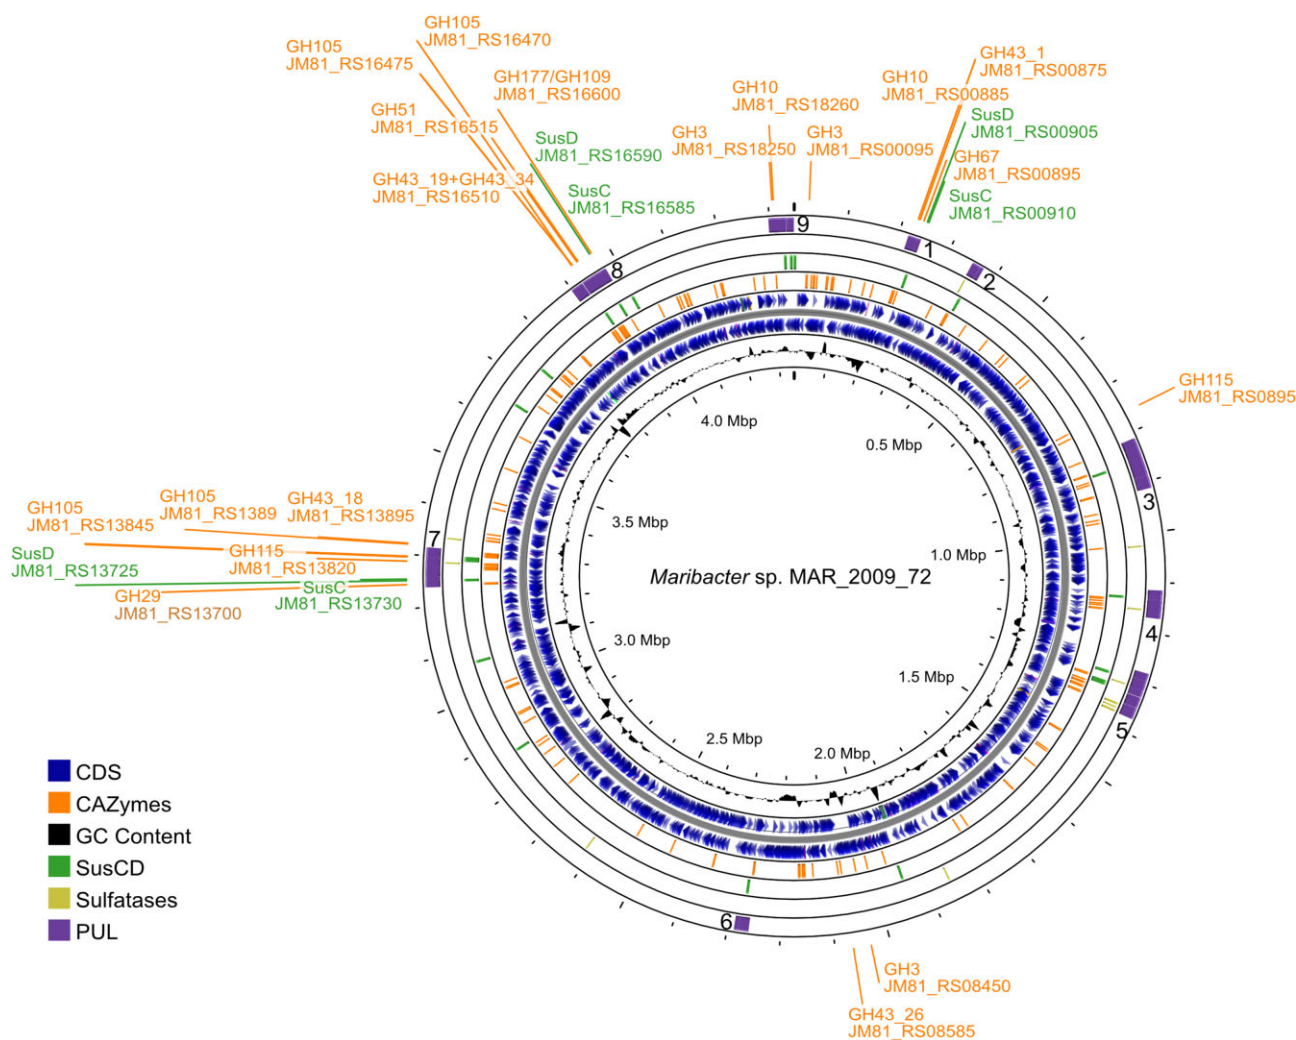 GH105
JM81_RS16470
GH105
JM81_RS16475
GH177/GH109
JM81_RS16600
GH51
JM81_RS16515
SusD
JM81_RS16590
GH43_19+GH43_34
JM81_RS16510
SusC
JM81_RS16585
GH10
JM81_RS18260
GH3
JM81_RS18250
GH3
JM81_RS00095
GH43_1
JM81_RS00875
GH10
JM81_RS00885
SusD
JM81_RS00905
GH67
JM81_RS00895
SusC
JM81_RS00910
9
1
2
8
GH115
JM81_RS0895
3
4.0 Mbp
0.5 Mbp
3.5 Mbp
1.0 Mbp
Maribacter sp. MAR_2009_72
3.0 Mbp
1.5 Mbp
2.5 Mbp
2.0 Mbp
GH105
JM81_RS13845
GH105
JM81_RS1389
GH43_18
JM81_RS13895
7
SusD
JM81_RS13725
GH115
JM81_RS13820
GH29
JM81_RS13700
SusC
JM81_RS13730
4
5
6
CDS
CAZymes
GC Content
SusCD
Sulfatases
PUL
GH3
JM81_RS08450
GH43_26
JM81_RS08585